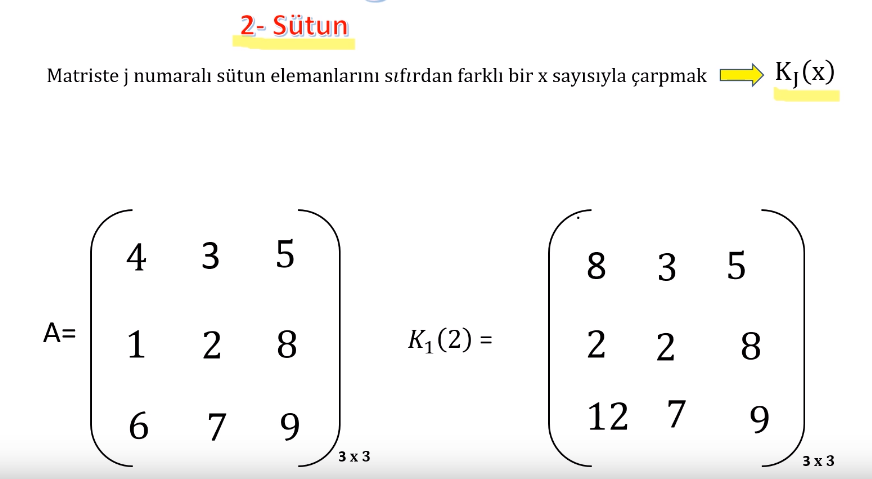 2- Sütun
Matriste j numaralı sütun elemanlarını sıfırdan farklı bir x sayısıyla çarpmak K_J(x)
4 3 5 8 3 5
A= 1 2 8 K₁(2) = 2 2 8
6 7 9 12 7 9
3 x 3 3 x 3